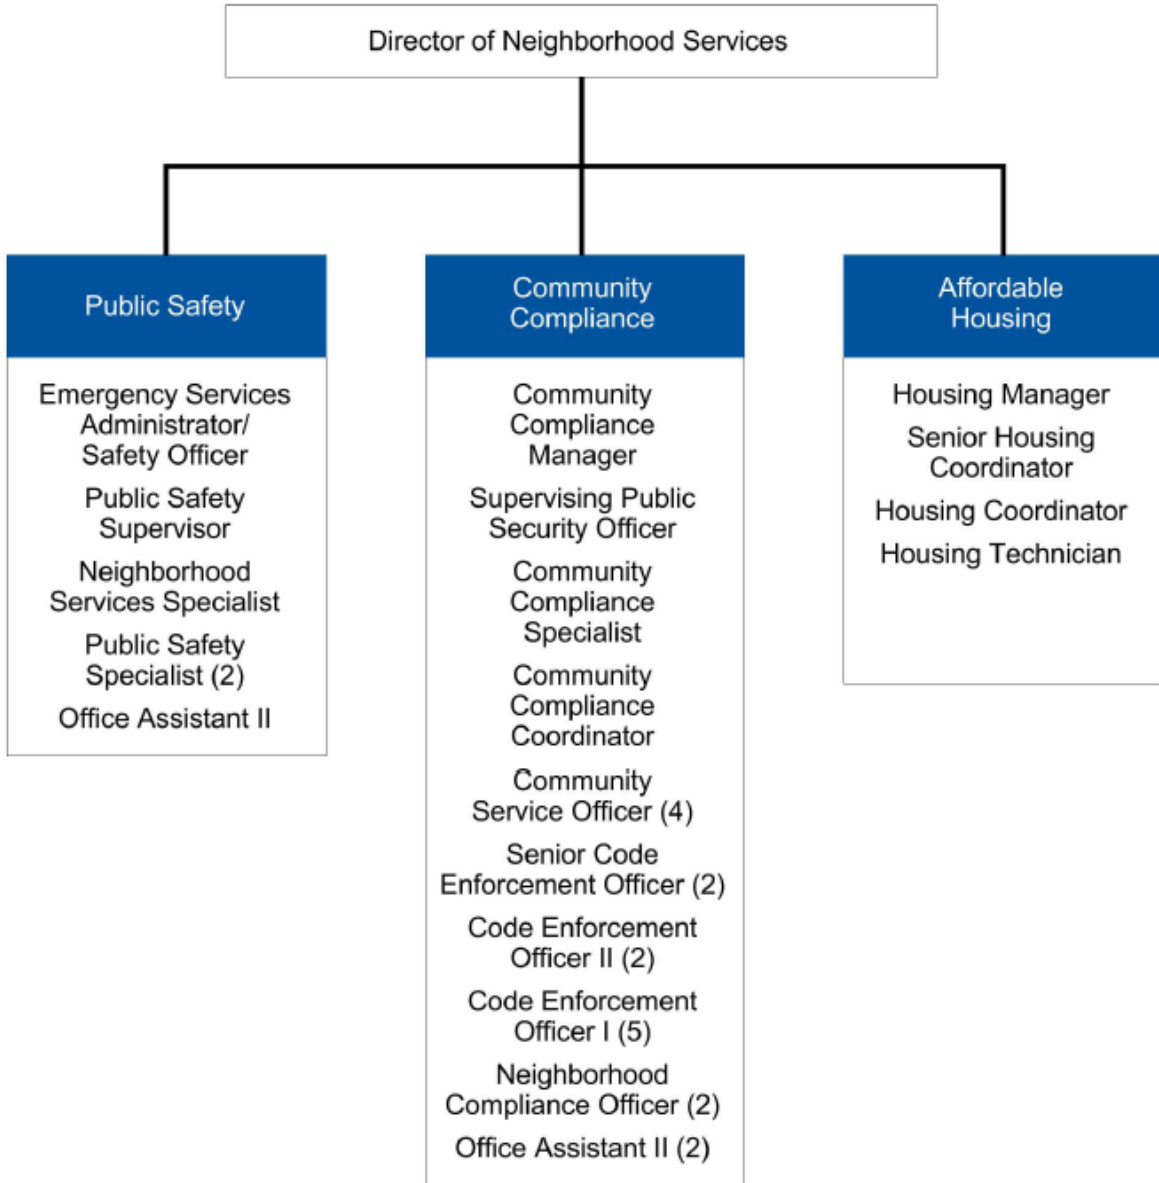 Director of Neighborhood Services
Public Safety
Emergency Services
Administrator/
Safety Officer
Public Safety
Supervisor
Neighborhood
Services Specialist
Public Safety
Specialist (2)
Office Assistant II
Community
Compliance
Community
Compliance
Manager
Supervising Public
Security Officer
Community
Compliance
Specialist
Community
Compliance
Coordinator
Community
Service Officer (4)
Senior Code
Enforcement Officer (2)
Code Enforcement
Officer II (2)
Code Enforcement
Officer I (5)
Neighborhood
Compliance Officer (2)
Office Assistant II (2)
Affordable
Housing
Housing Manager
Senior Housing
Coordinator
Housing Coordinator
Housing Technician